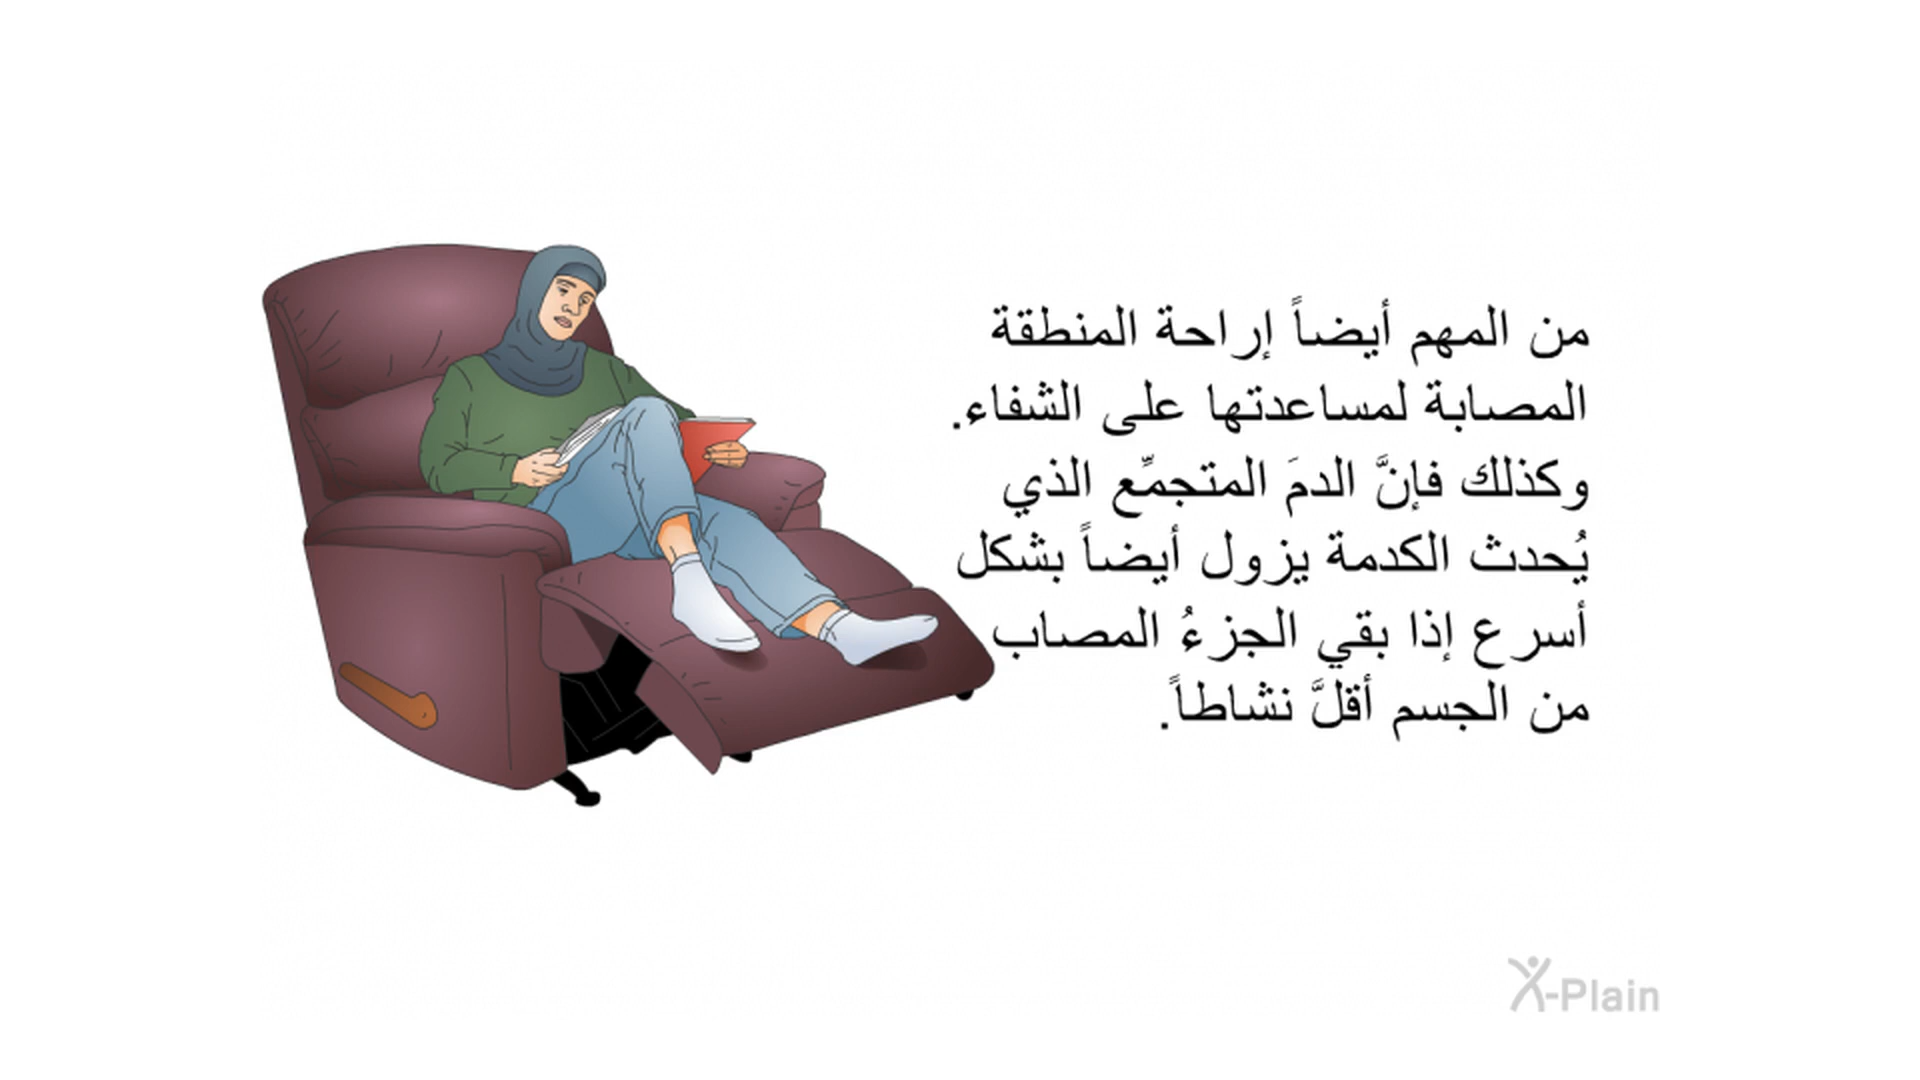 من المهم أيضاً إراحة المنطقة
المصابة لمساعدتها على الشفاء.
وكذلك فإنَّ الدمَ المتجمِّع الذي
يُحدث الكدمة يزول أيضاً بشكل
أسرع إذا بقي الجزءُ المصاب
من الجسم أقلَّ نشاطاً.
X-Plain